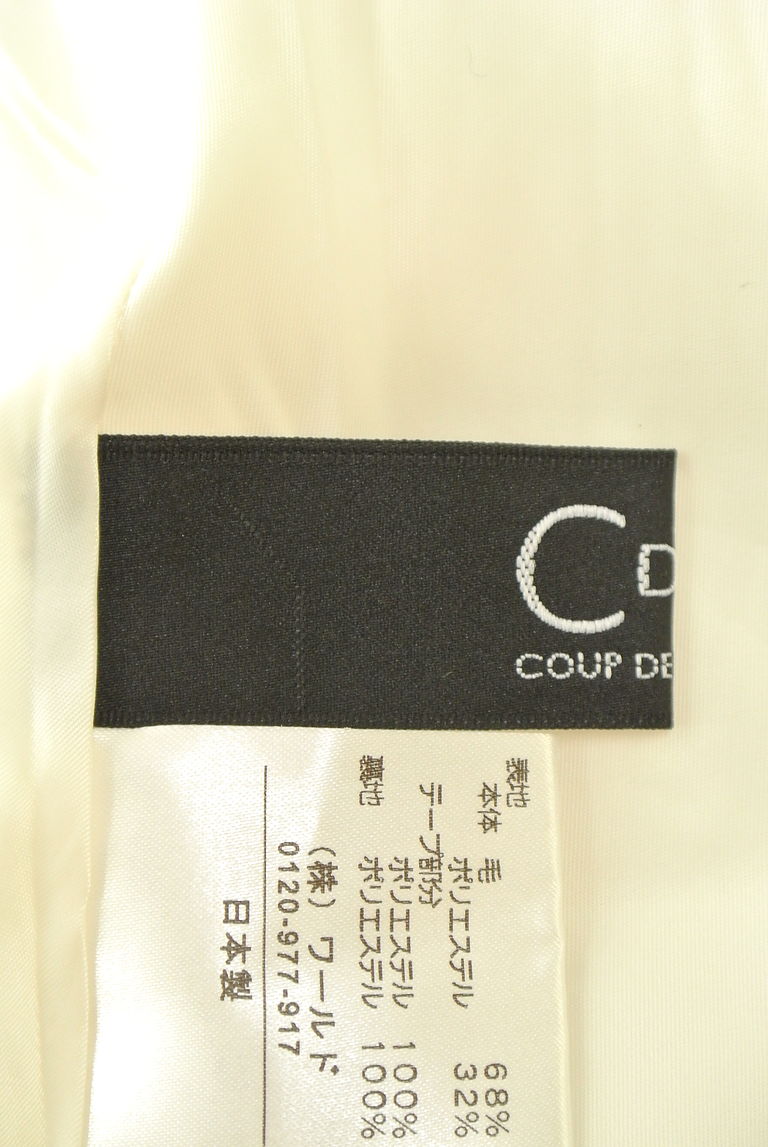 C D
COUP DE
表地
本体 毛 68%
ポリエステル 32%
テープ部分
ポリエステル 100%
裏地 ポリエステル 100%
(株)ワールド
0120-977-917
日本製